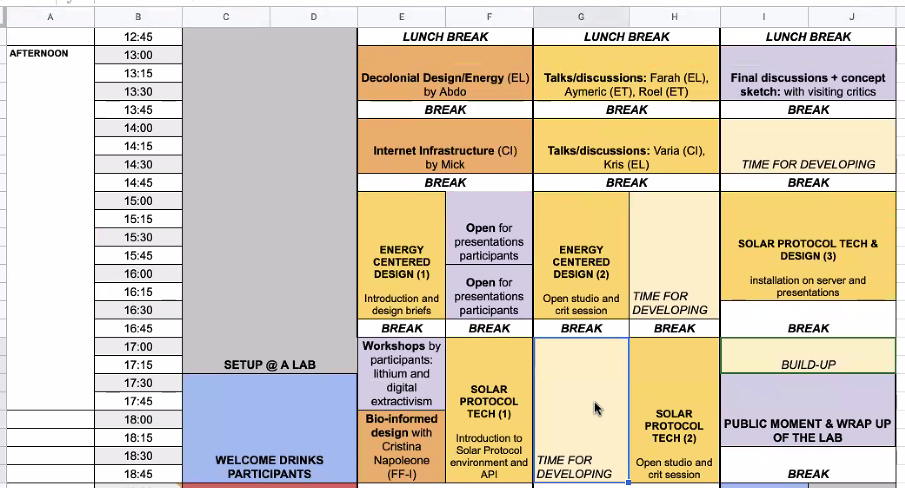 A B C D E F G H I J
12:45 LUNCH BREAK LUNCH BREAK LUNCH BREAK
AFTERNOON 13:00
13:15 Decolonial Design/Energy (EL) Talks/discussions: Farah (EL), Final discussions + concept
13:30 by Abdo Aymeric (ET), Roel (ET) sketch: with visiting critics
13:45 BREAK BREAK BREAK
14:00
14:15 Internet Infrastructure (CI) Talks/discussions: Varia (CI),
14:30 by Mick Kris (EL) TIME FOR DEVELOPING
14:45 BREAK BREAK BREAK
15:00
15:15
15:30
15:45
16:00
16:15
16:30
ENERGY
CENTERED
DESIGN (1)
Introduction and
design briefs
Open for
presentations
participants
Open for
presentations
participants
ENERGY
CENTERED
DESIGN (2)
Open studio and
crit session
TIME FOR
DEVELOPING
SOLAR PROTOCOL TECH &
DESIGN (3)
installation on server and
presentations
16:45 BREAK BREAK BREAK BREAK BREAK
17:00
17:15 SETUP @ A LAB
17:30
17:45
18:00
18:15
18:30
18:45
WELCOME DRINKS
PARTICIPANTS
Workshops by
participants:
lithium and
digital
extractivism
Bio-informed
design with
Cristina
Napoleone
(FF-I)
SOLAR
PROTOCOL
TECH (1)
Introduction to
Solar Protocol
environment and
API
TIME FOR
DEVELOPING
SOLAR
PROTOCOL
TECH (2)
Open studio and
crit session
BUILD-UP
PUBLIC MOMENT & WRAP UP
OF THE LAB
BREAK